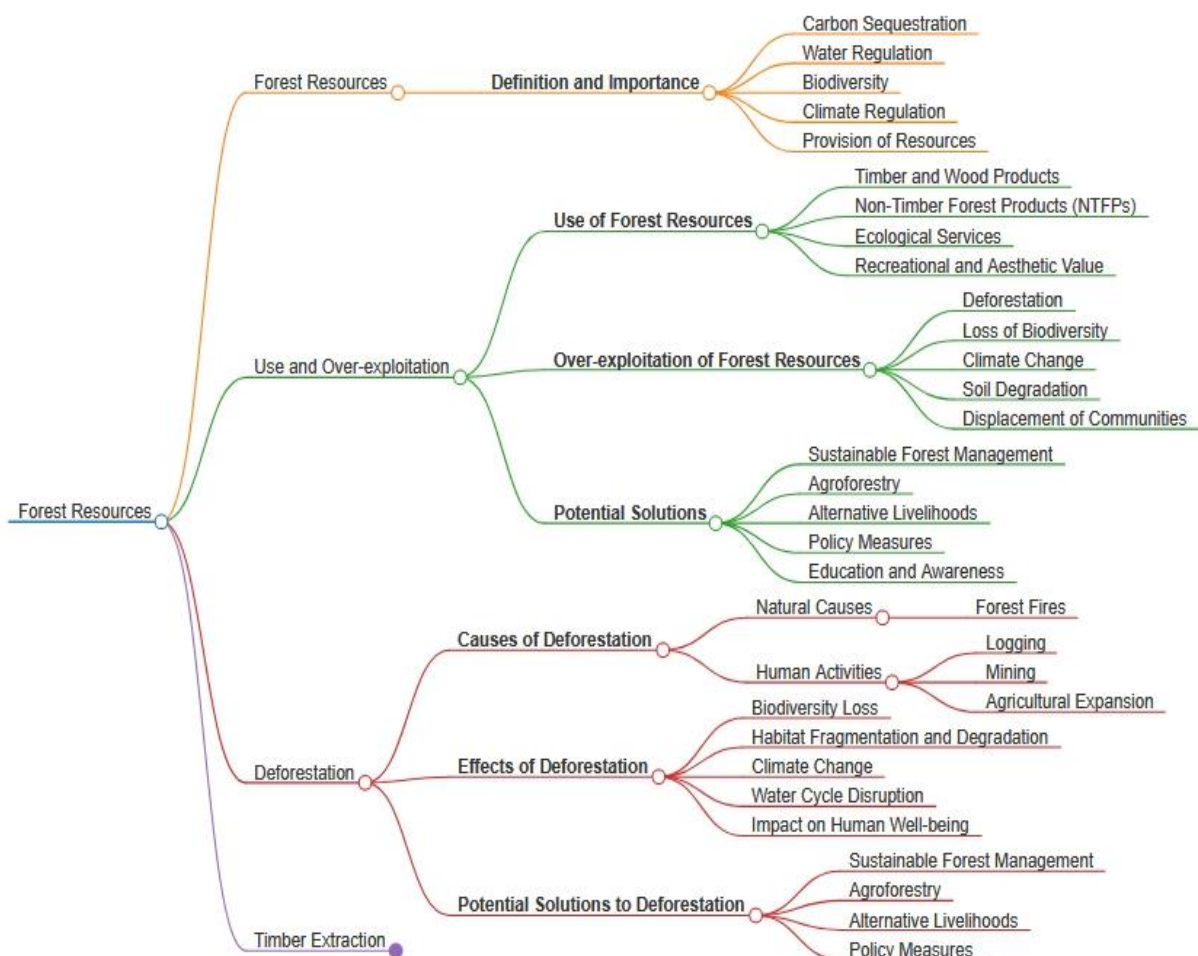 Forest Resources
Forest Resources
Definition and Importance
Carbon Sequestration
Water Regulation
Biodiversity
Climate Regulation
Provision of Resources
Use and Over-exploitation
Use of Forest Resources
Timber and Wood Products
Non-Timber Forest Products (NTFPs)
Ecological Services
Recreational and Aesthetic Value
Over-exploitation of Forest Resources
Deforestation
Loss of Biodiversity
Climate Change
Soil Degradation
Displacement of Communities
Potential Solutions
Sustainable Forest Management
Agroforestry
Alternative Livelihoods
Policy Measures
Education and Awareness
Deforestation
Causes of Deforestation
Natural Causes
Forest Fires
Human Activities
Logging
Mining
Agricultural Expansion
Effects of Deforestation
Biodiversity Loss
Habitat Fragmentation and Degradation
Climate Change
Water Cycle Disruption
Impact on Human Well-being
Potential Solutions to Deforestation
Sustainable Forest Management
Agroforestry
Alternative Livelihoods
Policy Measures
Timber Extraction